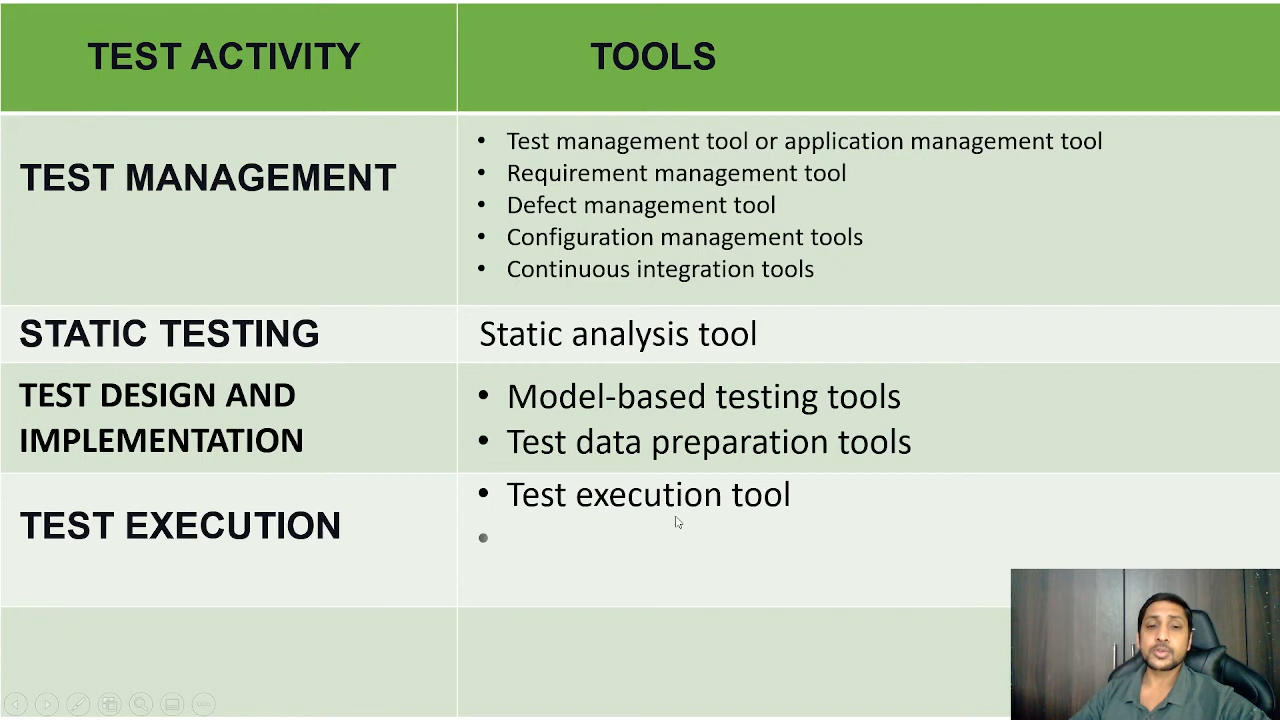 TEST ACTIVITY
TOOLS
TEST MANAGEMENT
• Test management tool or application management tool
• Requirement management tool
• Defect management tool
• Configuration management tools
• Continuous integration tools
STATIC TESTING
Static analysis tool
TEST DESIGN AND
IMPLEMENTATION
• Model-based testing tools
• Test data preparation tools
TEST EXECUTION
• Test execution tool
•